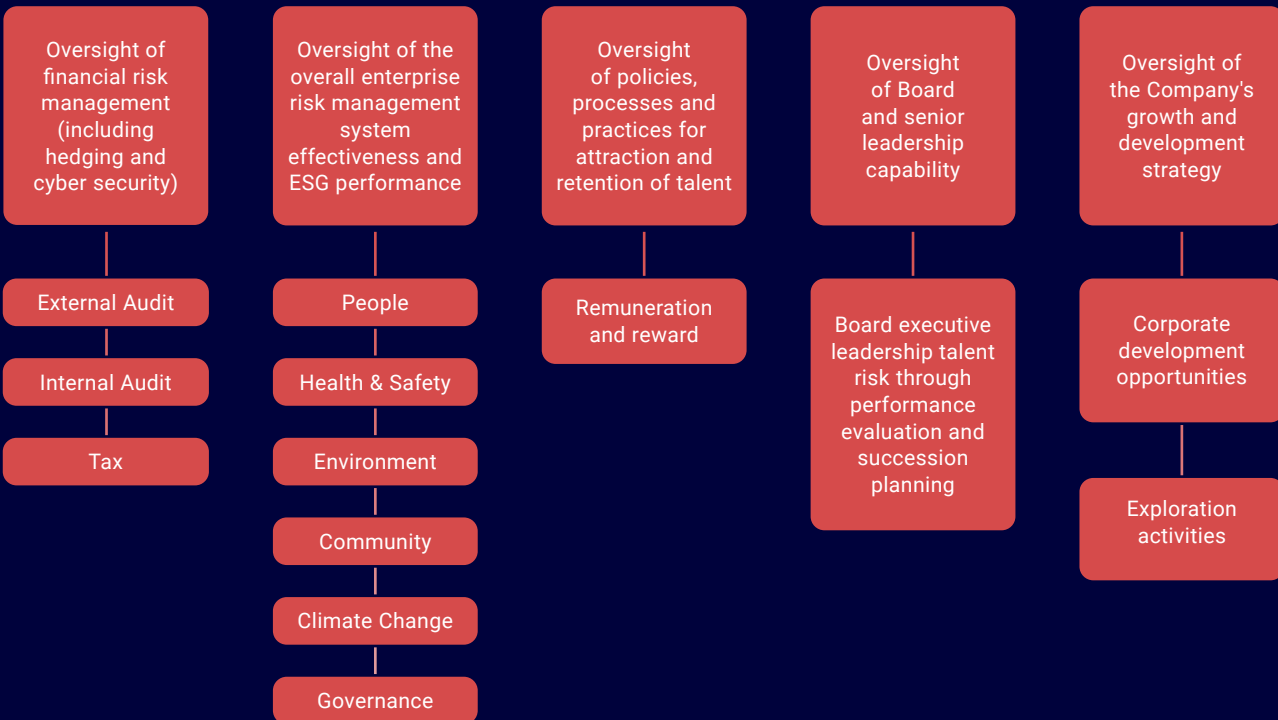 Oversight of
financial risk
management
(including
hedging and
cyber security)
External Audit
Internal Audit
Tax
Oversight of the
overall enterprise
risk management
system
effectiveness and
ESG performance
People
Health & Safety
Environment
Community
Climate Change
Governance
Oversight
of policies,
processes and
practices for
attraction and
retention of talent
Remuneration
and reward
Oversight
of Board
and senior
leadership
capability
Board executive
leadership talent
risk through
performance
evaluation and
succession
planning
Oversight of
the Company's
growth and
development
strategy
Corporate
development
opportunities
Exploration
activities